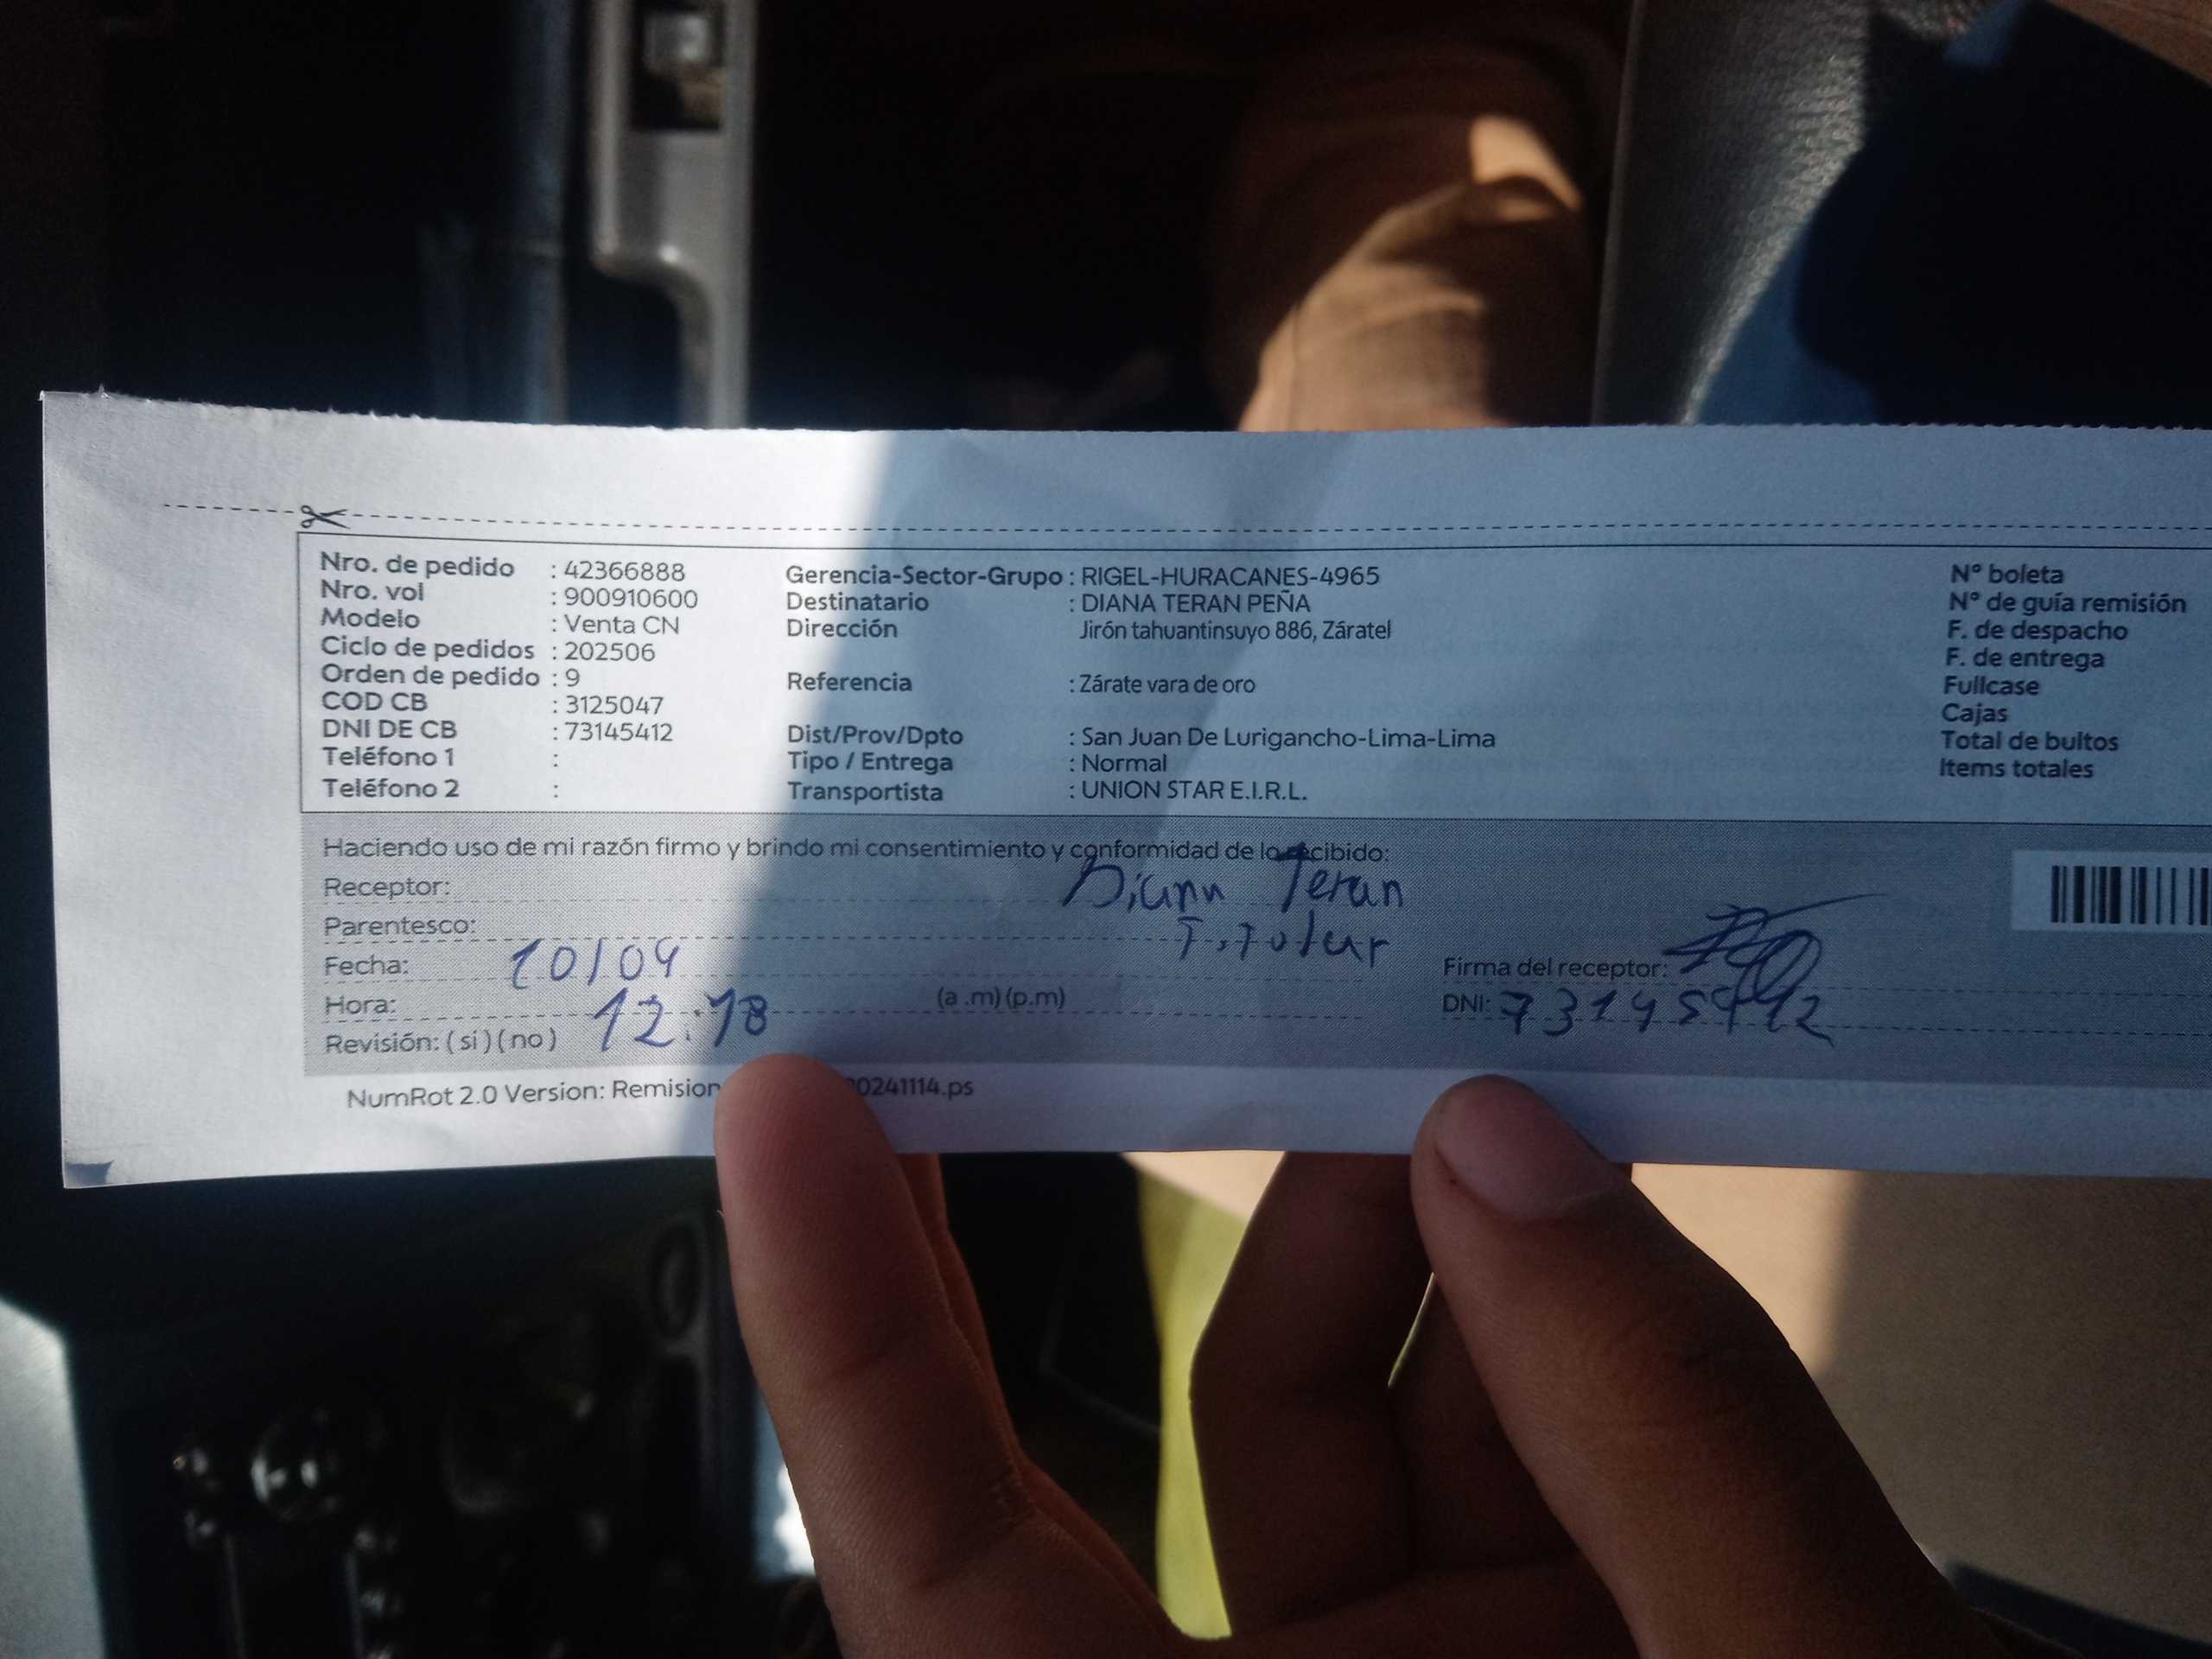 Nro. de pedido : 42366888
Nro. vol : 900910600
Modelo : Venta CN
Ciclo de pedidos : 202506
Orden de pedido : 9
COD CB : 3125047
DNI DE CB : 73145412
Teléfono 1 :
Teléfono 2 :
Gerencia-Sector-Grupo : RIGEL-HURACANES-4965
Destinatario : DIANA TERAN PEÑA
Dirección Jirón tahuantinsuyo 886, Záratel
Referencia : Zárate vara de oro
Dist/Prov/Dpto : San Juan De Lurigancho-Lima-Lima
Tipo / Entrega : Normal
Transportista : UNION STAR E.I.R.L.
Nº boleta
Nº de guía remisión
F. de despacho
F. de entrega
Fullcase
Cajas
Total de bultos
Items totales
Haciendo uso de mi razón firmo y brindo mi consentimiento y conformidad de lo recibido:
Receptor: Diana Teran
Parentesco: Titular
Fecha: 10/04
Hora: 12:18 (a .m) (p.m)
Revisión: ( si ) ( no )
Firma del receptor:
DNI: 73145412
NumRot 2.0 Version: Remision 0241114.ps